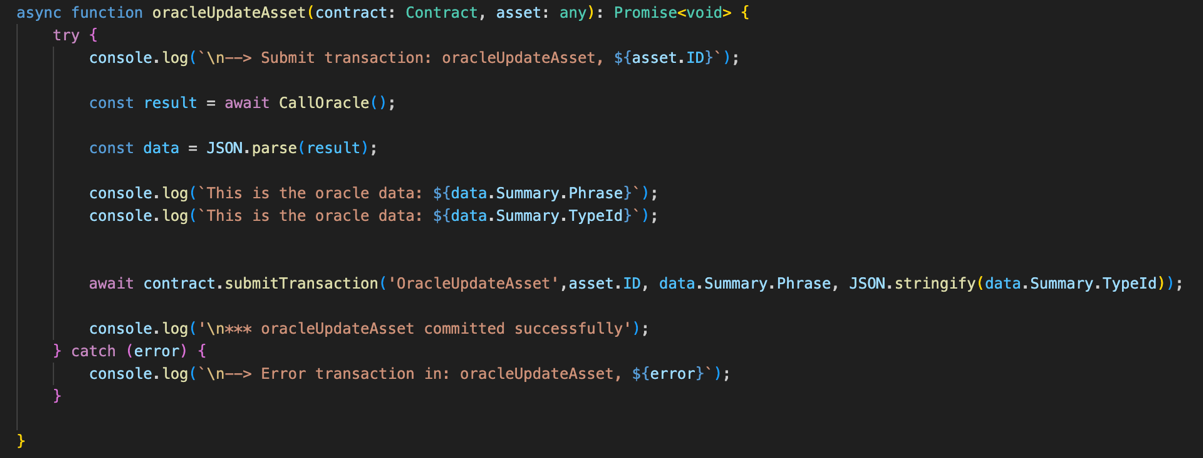 async function oracleUpdateAsset(contract: Contract, asset: any): Promise<void> {
    try {
        console.log(`\n--> Submit transaction: oracleUpdateAsset, ${asset.ID}`);
        const result = await CallOracle();
        const data = JSON.parse(result);
        console.log(`This is the oracle data: ${data.Summary.Phrase}`);
        console.log(`This is the oracle data: ${data.Summary.TypeId}`);
        await contract.submitTransaction('OracleUpdateAsset',asset.ID, data.Summary.Phrase, JSON.stringify(data.Summary.TypeId));
        console.log('\n*** oracleUpdateAsset committed successfully');
    } catch (error) {
        console.log(`\n--> Error transaction in: oracleUpdateAsset, ${error}`);
    }
}